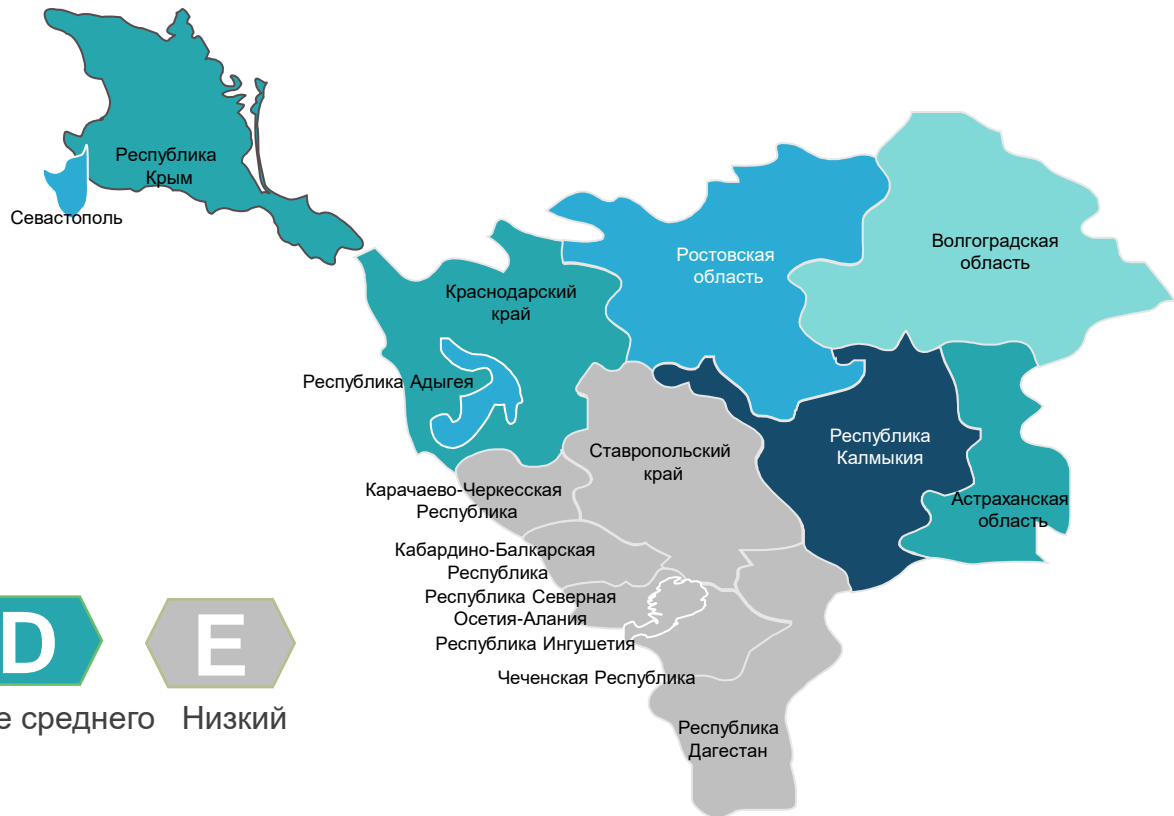 Республика
Крым
Севастополь
Ростовская
область
Волгоградская
область
Краснодарский
край
Республика Адыгея
Ставропольский
край
Республика
Калмыкия
Астраханская
область
Карачаево-Черкесская
Республика
Кабардино-Балкарская
Республика
Республика Северная
Осетия-Алания
Республика Ингушетия
Чеченская Республика
Республика
Дагестан
D E
среднего Низкий